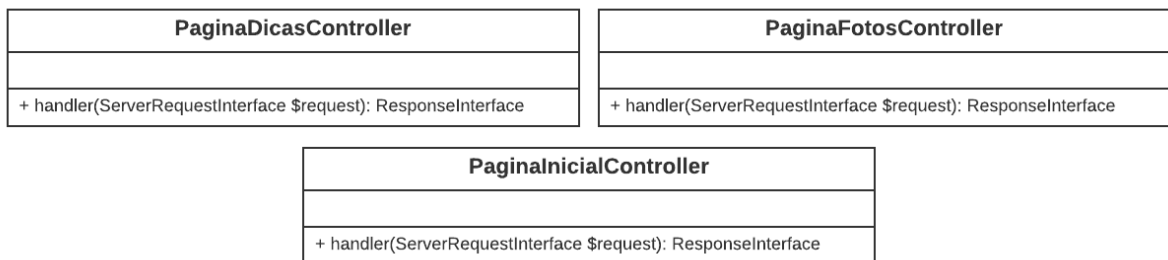 PaginaDicasController
+ handler(ServerRequestInterface $request): ResponseInterface
PaginaFotosController
+ handler(ServerRequestInterface $request): ResponseInterface
PaginaInicialController
+ handler(ServerRequestInterface $request): ResponseInterface